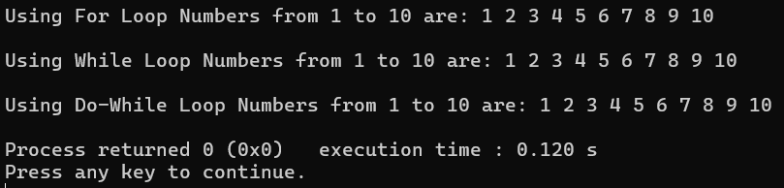 Using For Loop Numbers from 1 to 10 are: 1 2 3 4 5 6 7 8 9 10
Using While Loop Numbers from 1 to 10 are: 1 2 3 4 5 6 7 8 9 10
Using Do-While Loop Numbers from 1 to 10 are: 1 2 3 4 5 6 7 8 9 10
Process returned 0 (0x0)   execution time : 0.120 s
Press any key to continue.